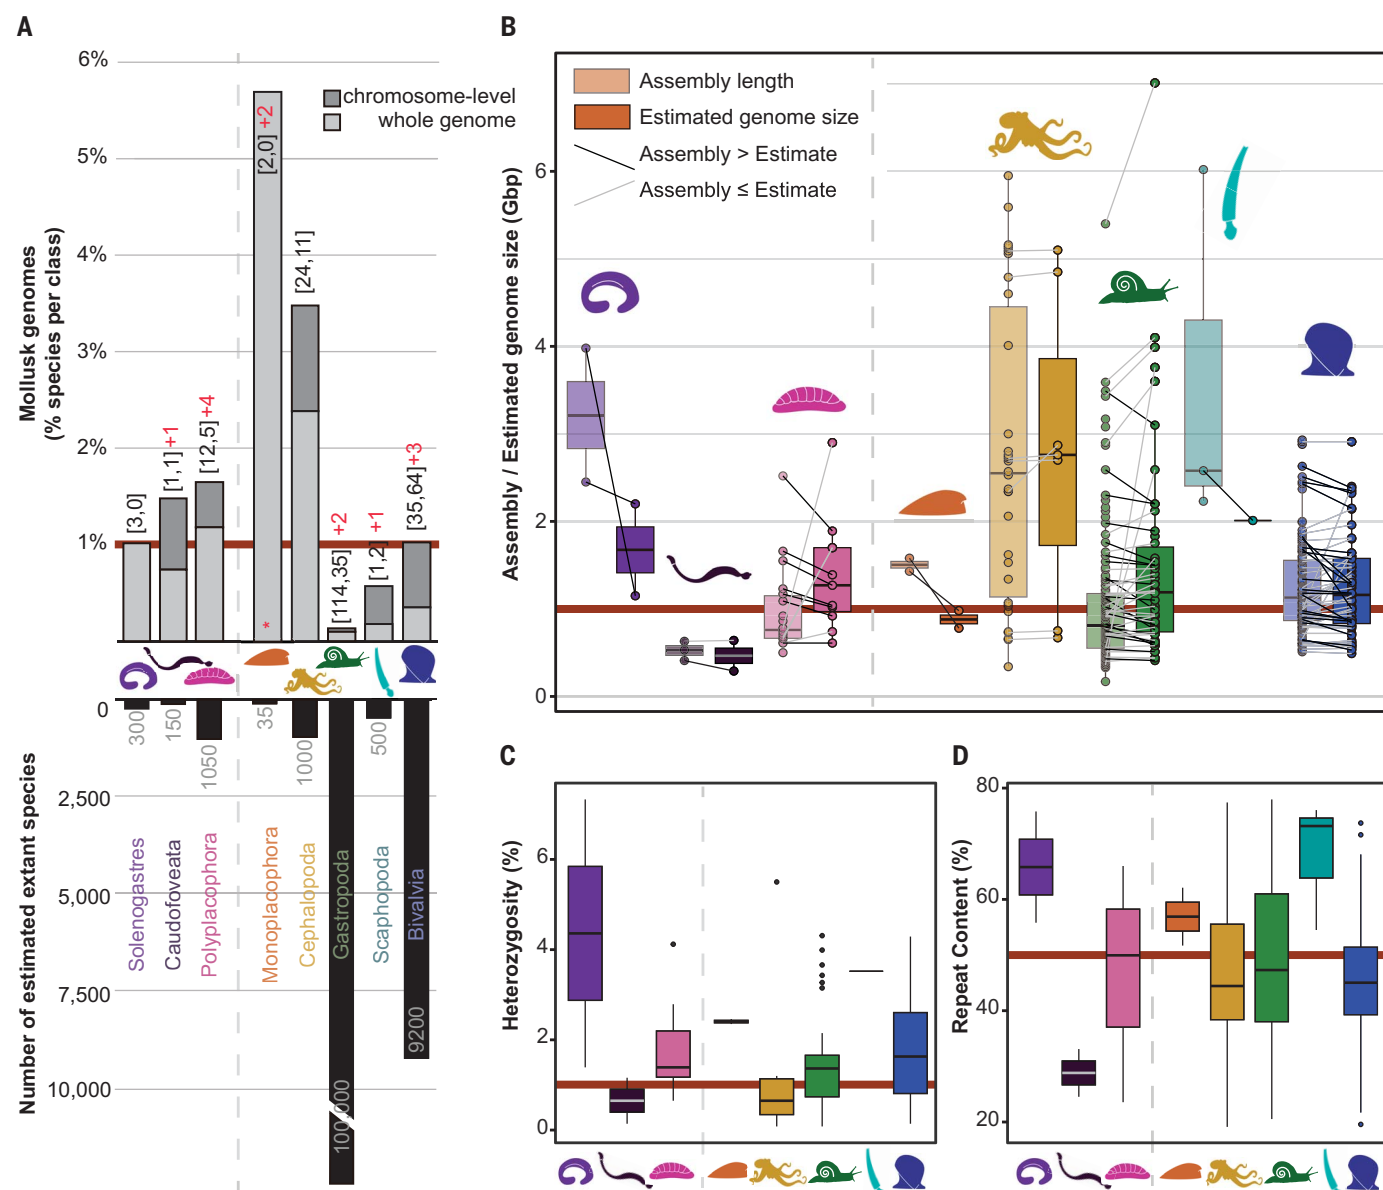 A
6%
5%
4%
3%
2%
1%
Mollusk genomes
(% species per class)
chromosome-level
whole genome
[3,0]
[1,1] +1
[12,5] +4
[2,0] +2
*
[24,11]
[114,35] +2
[1,2] +1
[35,64] +3
0
2,500
5,000
7,500
10,000
Number of estimated extant species
300
150
1050
35
1000
100,000
500
9200
Solenogastres
Caudofoveata
Polyplacophora
Monoplacophora
Cephalopoda
Gastropoda
Scaphopoda
Bivalvia
B
Assembly / Estimated genome size (Gbp)
6
4
2
0
Assembly length
Estimated genome size
Assembly > Estimate
Assembly ≤ Estimate
C
Heterozygosity (%)
6
4
2
0
D
Repeat Content (%)
80
60
40
20